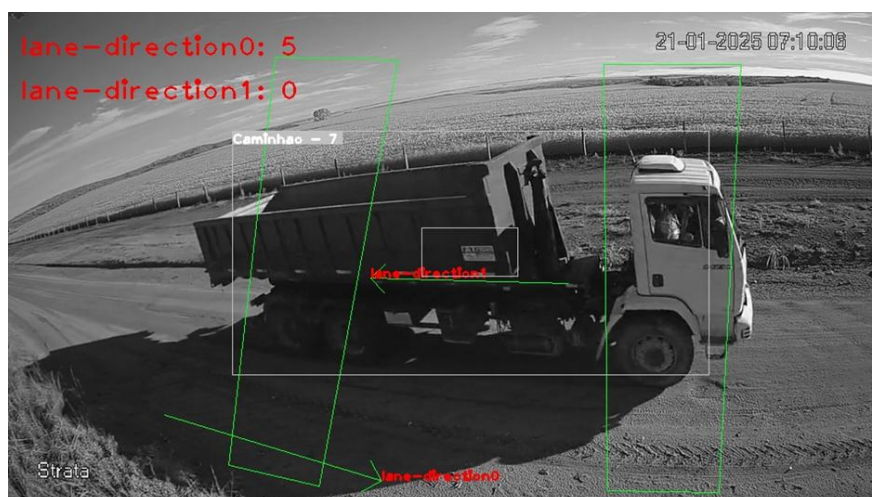 lane-direction0: 5
21-01-2025 07:10:06
lane-direction1: 0
Caminhao - 7
lane-direction1
lane-direction0
Strata